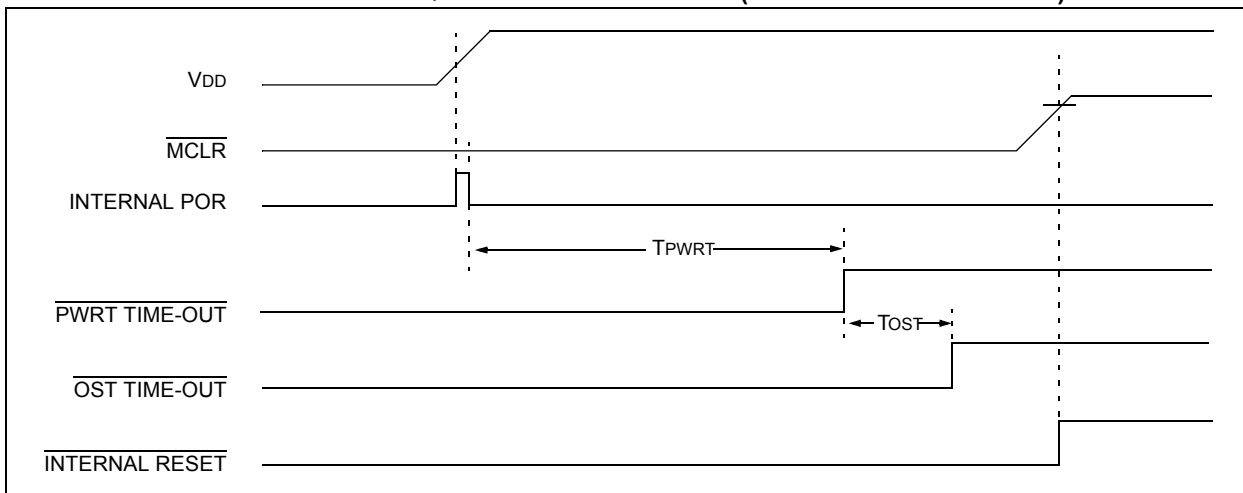 VDD
MCLR
INTERNAL POR
TPWRT
PWRT TIME-OUT
TOST
OST TIME-OUT
INTERNAL RESET